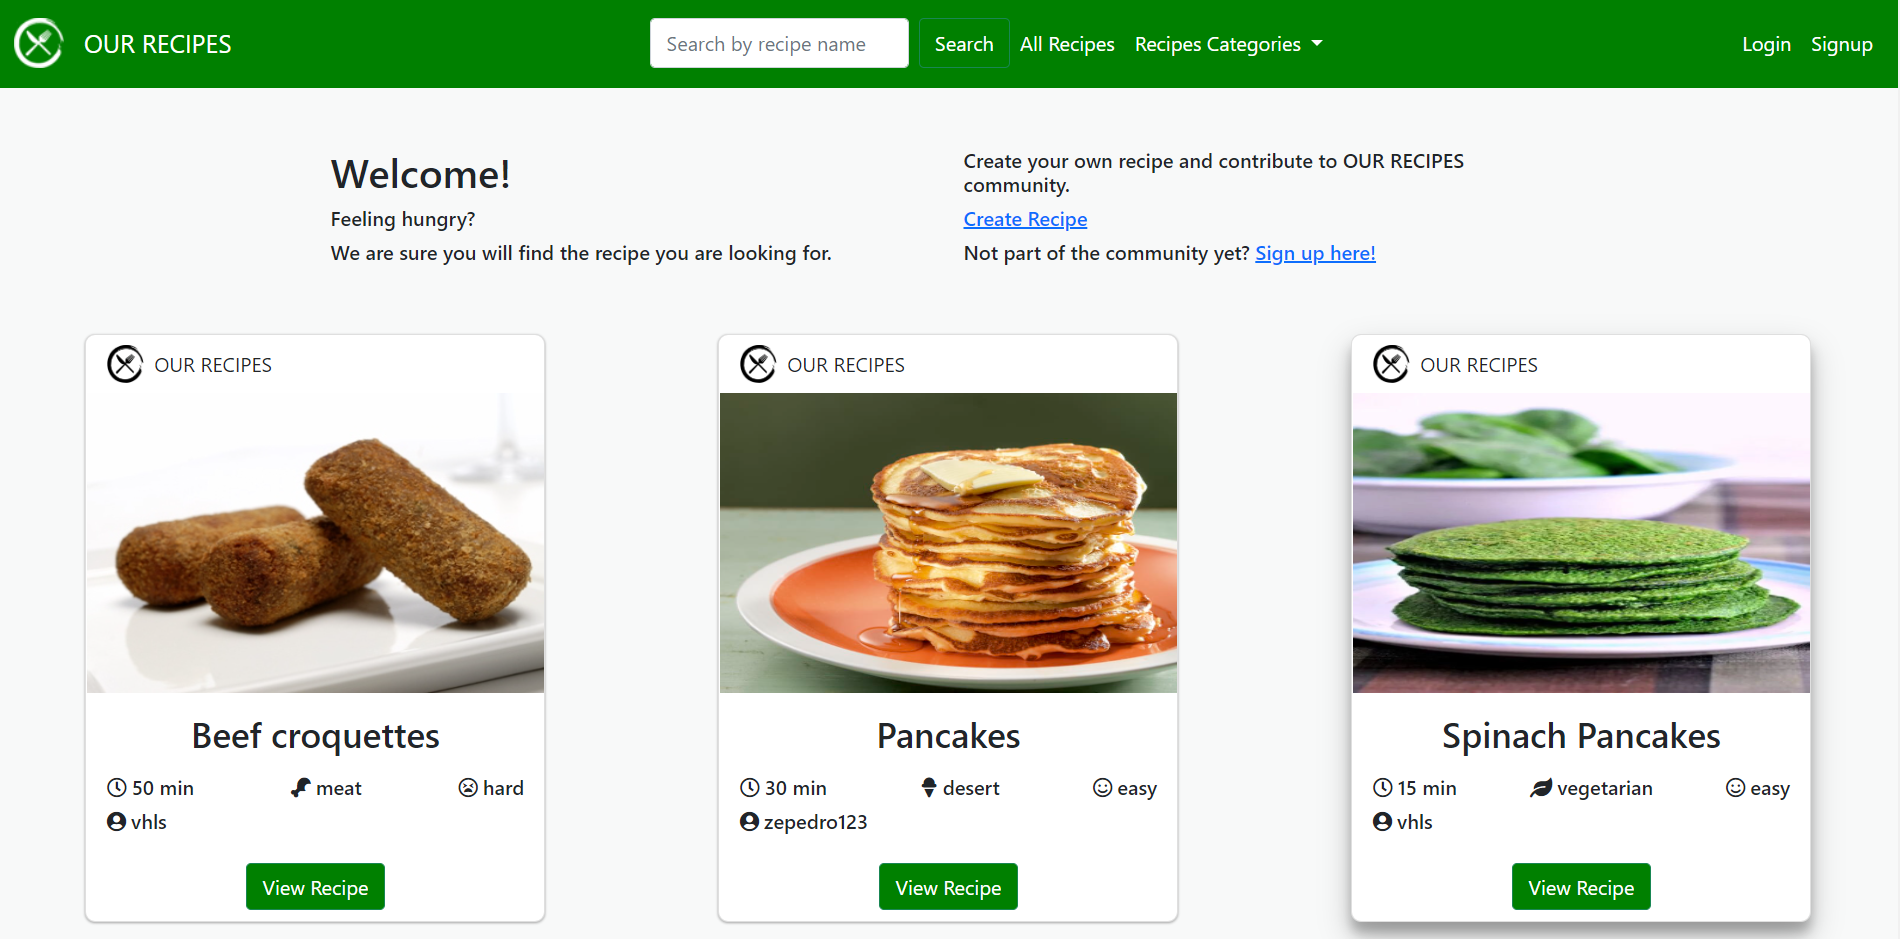 OUR RECIPES
Search by recipe name
Search
All Recipes
Recipes Categories
Login
Signup
Welcome!
Feeling hungry?
We are sure you will find the recipe you are looking for.
Create your own recipe and contribute to OUR RECIPES
community.
Create Recipe
Not part of the community yet? Sign up here!
OUR RECIPES
Beef croquettes
50 min
meat
hard
vhls
View Recipe
OUR RECIPES
Pancakes
30 min
desert
easy
zepedro123
View Recipe
OUR RECIPES
Spinach Pancakes
15 min
vegetarian
easy
vhls
View Recipe